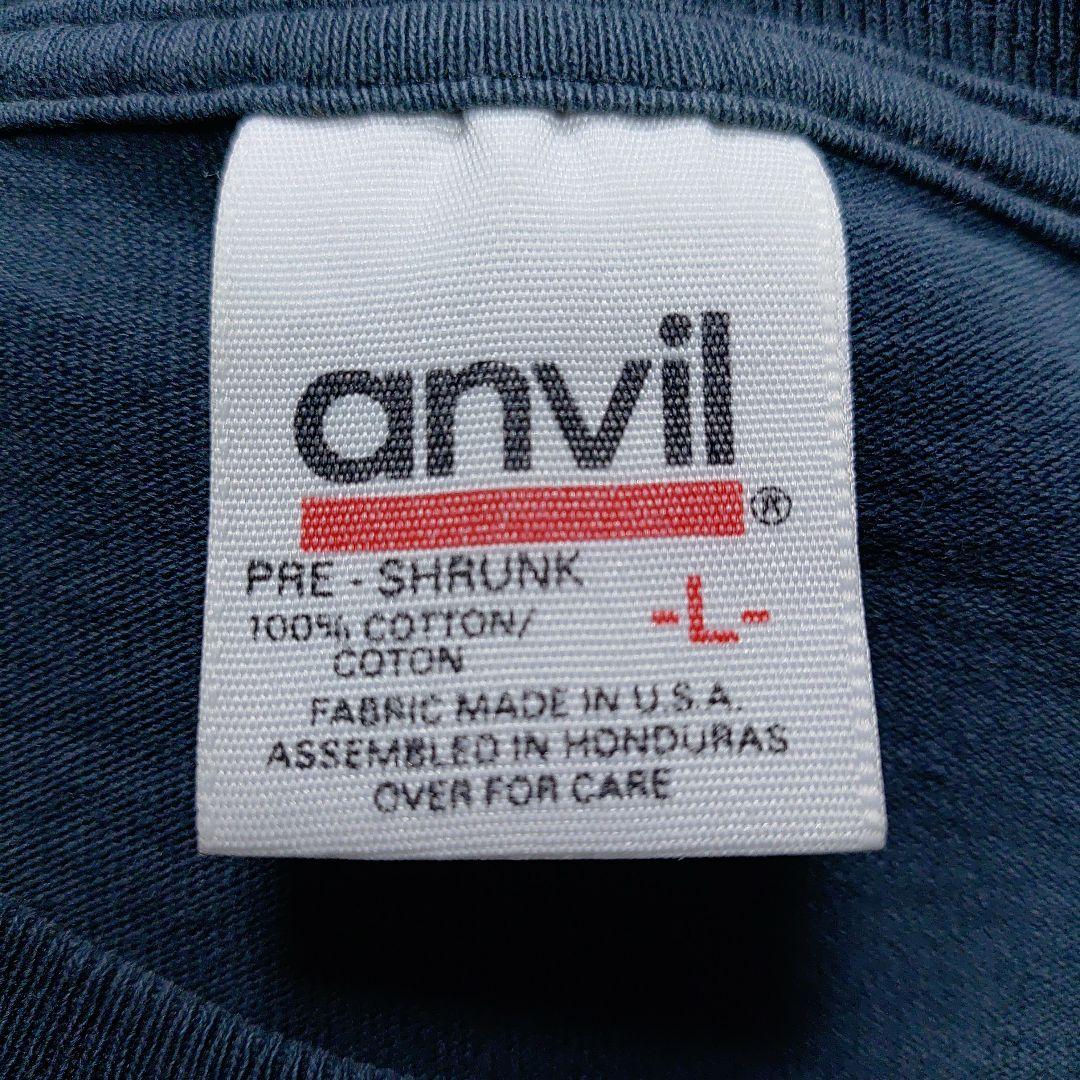 anvil®
PRE - SHRUNK
-L-
100% COTTON/
COTON
FABRIC MADE IN U.S.A.
ASSEMBLED IN HONDURAS
OVER FOR CARE